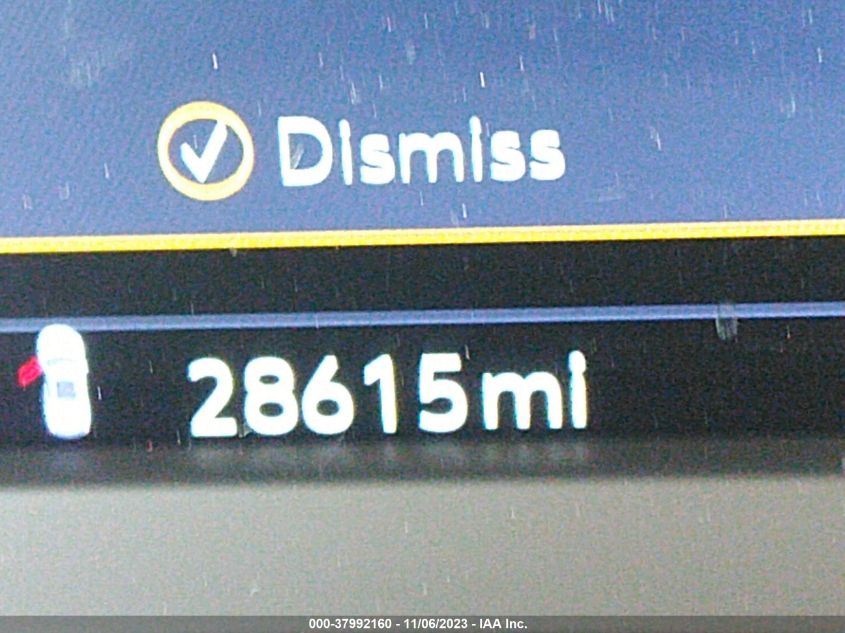 Dismiss
28615mi
000-37992160 - 11/06/2023 - IAA Inc.